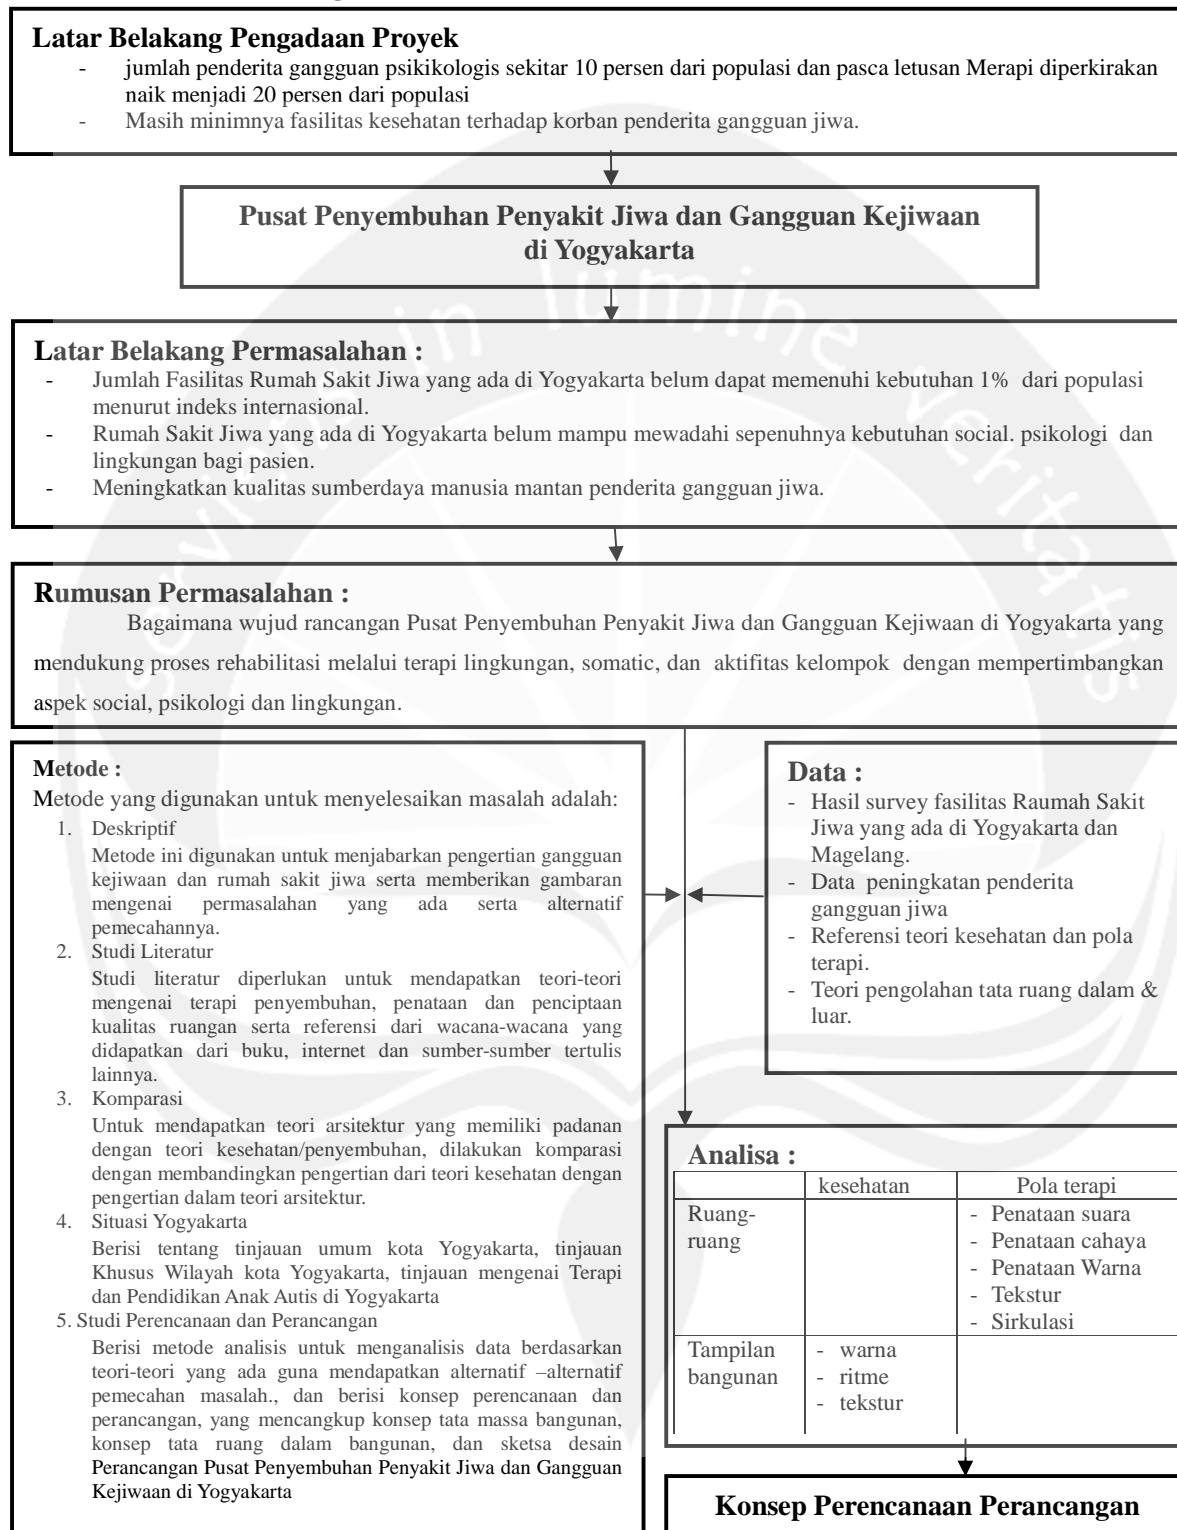 Latar Belakang Pengadaan Proyek
- jumlah penderita gangguan psikikologis sekitar 10 persen dari populasi dan pasca letusan Merapi diperkirakan
naik menjadi 20 persen dari populasi
- Masih minimnya fasilitas kesehatan terhadap korban penderita gangguan jiwa.
Pusat Penyembuhan Penyakit Jiwa dan Gangguan Kejiwaan
di Yogyakarta
Latar Belakang Permasalahan :
- Jumlah Fasilitas Rumah Sakit Jiwa yang ada di Yogyakarta belum dapat memenuhi kebutuhan 1% dari populasi
menurut indeks internasional.
- Rumah Sakit Jiwa yang ada di Yogyakarta belum mampu mewadahi sepenuhnya kebutuhan social. psikologi dan
lingkungan bagi pasien.
- Meningkatkan kualitas sumberdaya manusia mantan penderita gangguan jiwa.
Rumusan Permasalahan :
Bagaimana wujud rancangan Pusat Penyembuhan Penyakit Jiwa dan Gangguan Kejiwaan di Yogyakarta yang
mendukung proses rehabilitasi melalui terapi lingkungan, somatic, dan aktifitas kelompok dengan mempertimbangkan
aspek social, psikologi dan lingkungan.
Metode :
Metode yang digunakan untuk menyelesaikan masalah adalah:
1. Deskriptif
Metode ini digunakan untuk menjabarkan pengertian gangguan
kejiwaan dan rumah sakit jiwa serta memberikan gambaran
mengenai permasalahan yang ada serta alternatif
pemecahannya.
2. Studi Literatur
Studi literatur diperlukan untuk mendapatkan teori-teori
mengenai terapi penyembuhan, penataan dan penciptaan
kualitas ruangan serta referensi dari wacana-wacana yang
didapatkan dari buku, internet dan sumber-sumber tertulis
lainnya.
3. Komparasi
Untuk mendapatkan teori arsitektur yang memiliki padanan
dengan teori kesehatan/penyembuhan, dilakukan komparasi
dengan membandingkan pengertian dari teori kesehatan dengan
pengertian dalam teori arsitektur.
4. Situasi Yogyakarta
Berisi tentang tinjauan umum kota Yogyakarta, tinjauan
Khusus Wilayah kota Yogyakarta, tinjauan mengenai Terapi
dan Pendidikan Anak Autis di Yogyakarta
5. Studi Perencanaan dan Perancangan
Berisi metode analisis untuk menganalisis data berdasarkan
teori-teori yang ada guna mendapatkan alternatif –alternatif
pemecahan masalah., dan berisi konsep perencanaan dan
perancangan, yang mencangkup konsep tata massa bangunan,
konsep tata ruang dalam bangunan, dan sketsa desain
Perancangan Pusat Penyembuhan Penyakit Jiwa dan Gangguan
Kejiwaan di Yogyakarta
Data :
- Hasil survey fasilitas Raumah Sakit
Jiwa yang ada di Yogyakarta dan
Magelang.
- Data peningkatan penderita
gangguan jiwa
- Referensi teori kesehatan dan pola
terapi.
- Teori pengolahan tata ruang dalam &
luar.
Analisa :
kesehatan Pola terapi
Ruang-
ruang
- Penataan suara
- Penataan cahaya
- Penataan Warna
- Tekstur
- Sirkulasi
Tampilan
bangunan
- warna
- ritme
- tekstur
Konsep Perencanaan Perancangan
serviens in lumine veritatis